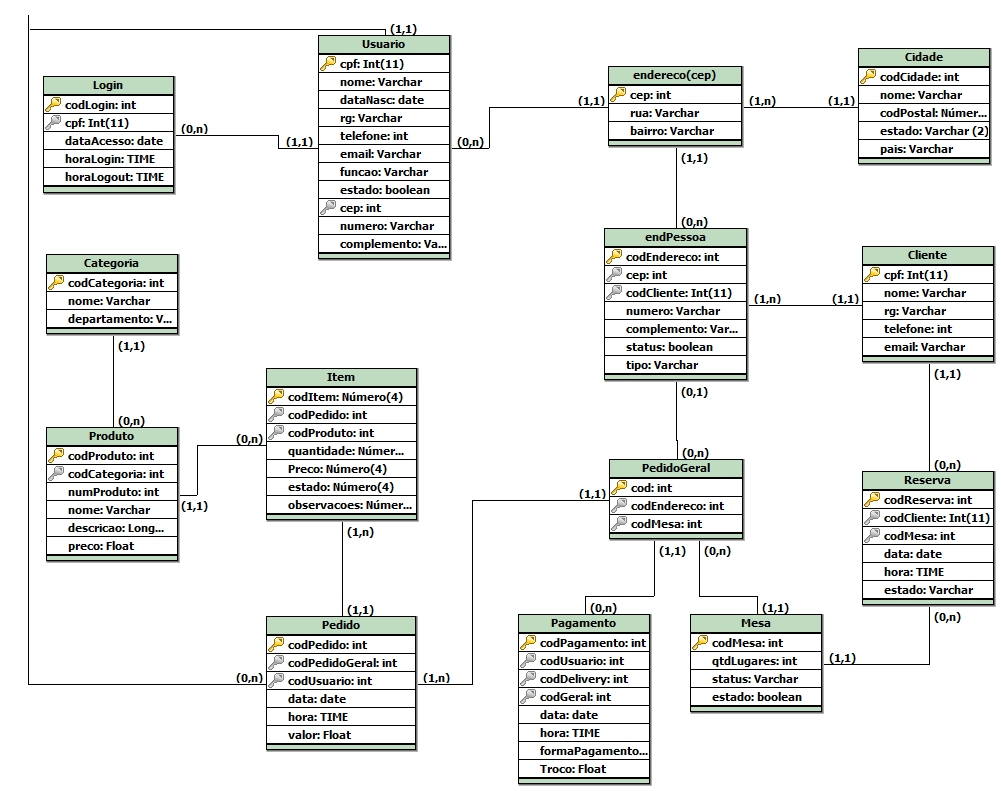 (1,1)
Usuario
cpf: Int(11)
nome: Varchar
dataNasc: date
rg: Varchar
telefone: int
email: Varchar
funcao: Varchar
estado: boolean
cep: int
numero: Varchar
complemento: Va...
Login
codLogin: int
cpf: Int(11)
dataAcesso: date
horaLogin: TIME
horaLogout: TIME
(0,n)
(1,1)
(0,n)
(1,1)
endereco(cep)
cep: int
rua: Varchar
bairro: Varchar
(1,n)
(1,1)
Cidade
codCidade: int
nome: Varchar
codPostal: Númer...
estado: Varchar (2)
pais: Varchar
(1,1)
(0,n)
endPessoa
codEndereco: int
cep: int
codCliente: Int(11)
numero: Varchar
complemento: Var...
status: boolean
tipo: Varchar
(1,n)
(1,1)
Cliente
cpf: Int(11)
nome: Varchar
rg: Varchar
telefone: int
email: Varchar
Categoria
codCategoria: int
nome: Varchar
departamento: V...
(1,1)
(0,n)
Produto
codProduto: int
codCategoria: int
numProduto: int
nome: Varchar
descricao: Long...
preco: Float
(1,1)
(0,n)
Item
codItem: Número(4)
codPedido: int
codProduto: int
quantidade: Númer...
Preco: Número(4)
estado: Número(4)
observacoes: Númer...
(1,n)
(1,1)
(0,1)
(0,n)
PedidoGeral
cod: int
codEndereco: int
codMesa: int
(1,1)
(1,1)
(0,n)
(1,1)
(0,n)
Reserva
codReserva: int
codCliente: Int(11)
codMesa: int
data: date
hora: TIME
estado: Varchar
(0,n)
Pedido
codPedido: int
codPedidoGeral: int
codUsuario: int
data: date
hora: TIME
valor: Float
(0,n)
(1,n)
(0,n)
Pagamento
codPagamento: int
codUsuario: int
codDelivery: int
codGeral: int
data: date
hora: TIME
formaPagamento...
Troco: Float
(1,1)
Mesa
codMesa: int
qtdLugares: int
status: Varchar
estado: boolean
(1,1)